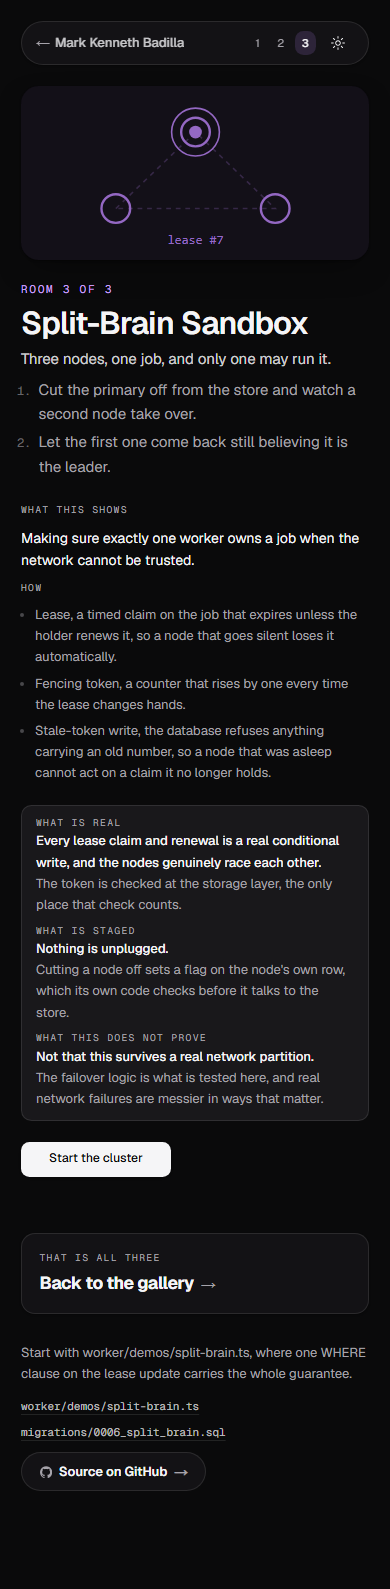 ← Mark Kenneth Badilla 1 2 3
lease #7
ROOM 3 OF 3
Split-Brain Sandbox
Three nodes, one job, and only one may run it.
1. Cut the primary off from the store and watch a
second node take over.
2. Let the first one come back still believing it is
the leader.
WHAT THIS SHOWS
Making sure exactly one worker owns a job when the
network cannot be trusted.
HOW
• Lease, a timed claim on the job that expires unless the
holder renews it, so a node that goes silent loses it
automatically.
• Fencing token, a counter that rises by one every time
the lease changes hands.
• Stale-token write, the database refuses anything
carrying an old number, so a node that was asleep
cannot act on a claim it no longer holds.
WHAT IS REAL
Every lease claim and renewal is a real conditional
write, and the nodes genuinely race each other.
The token is checked at the storage layer, the only
place that check counts.
WHAT IS STAGED
Nothing is unplugged.
Cutting a node off sets a flag on the node's own row,
which its own code checks before it talks to the
store.
WHAT THIS DOES NOT PROVE
Not that this survives a real network partition.
The failover logic is what is tested here, and real
network failures are messier in ways that matter.
Start the cluster
THAT IS ALL THREE
Back to the gallery →
Start with worker/demos/split-brain.ts, where one WHERE
clause on the lease update carries the whole guarantee.
worker/demos/split-brain.ts
migrations/0006_split_brain.sql
Source on GitHub →